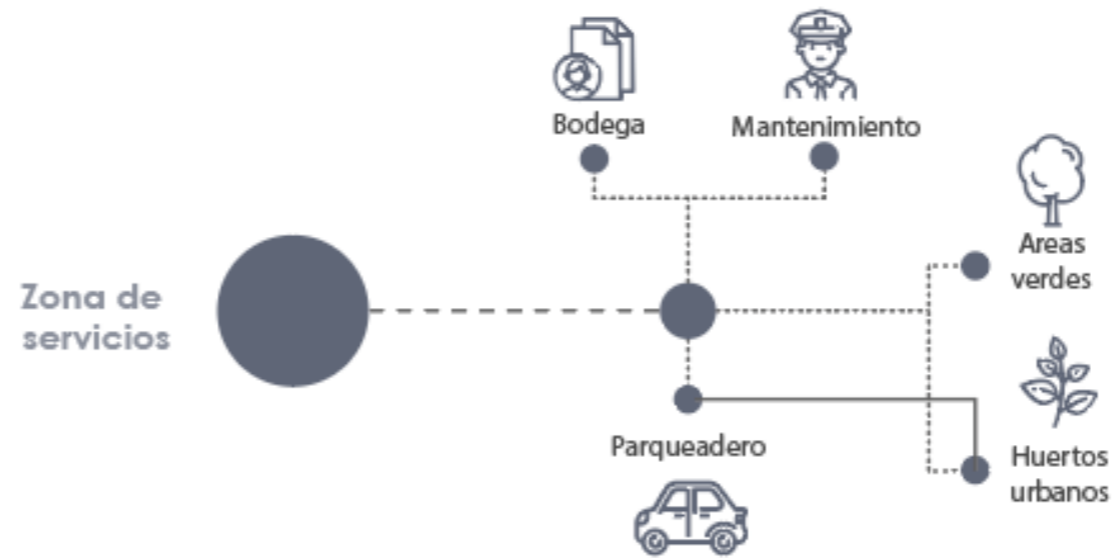 Bodega
Mantenimiento
Areas
verdes
Zona de
servicios
Parqueadero
Huertos
urbanos